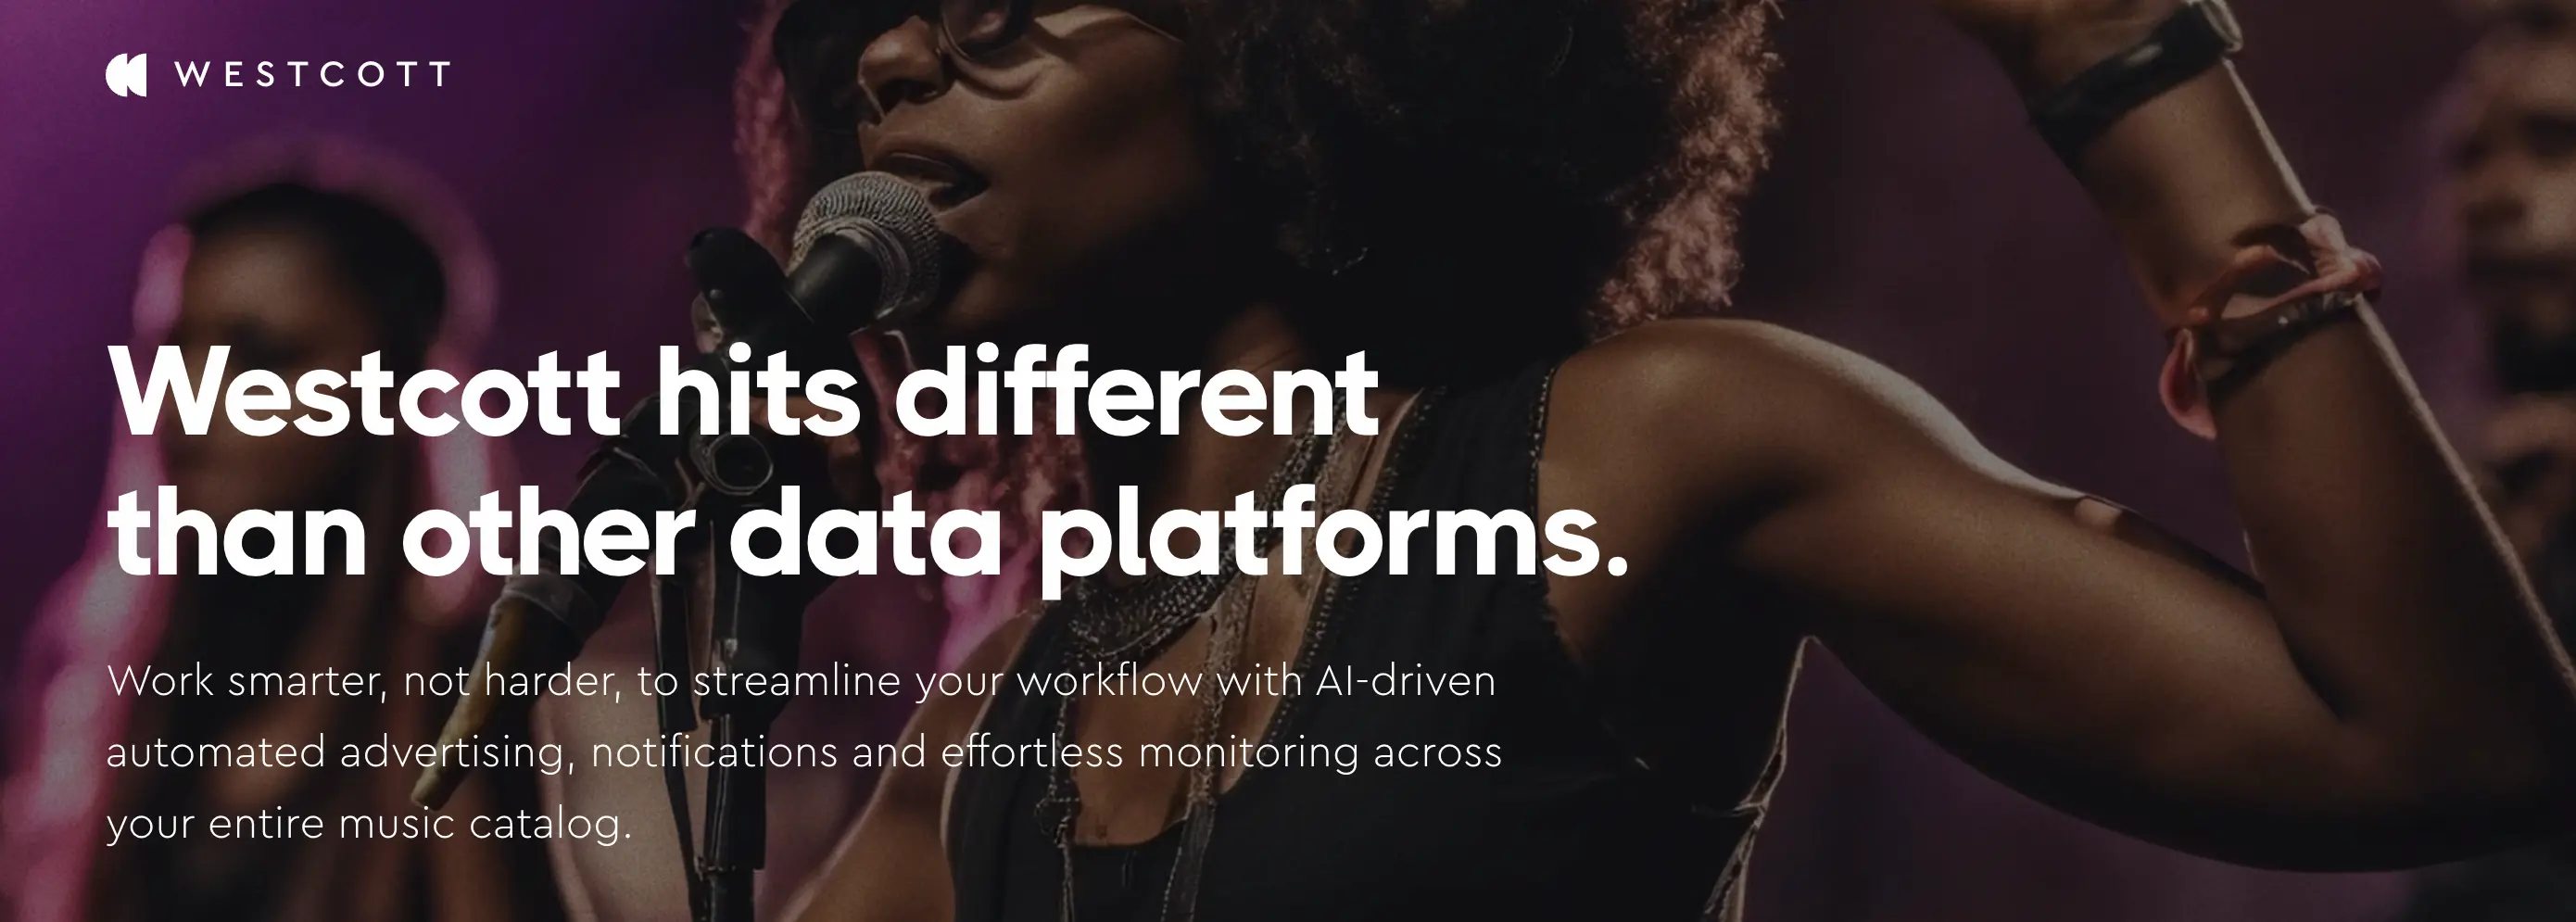 WESTCOTT
Westcott hits different
than other data platforms.
Work smarter, not harder, to streamline your workflow with AI-driven
automated advertising, notifications and effortless monitoring across
your entire music catalog.